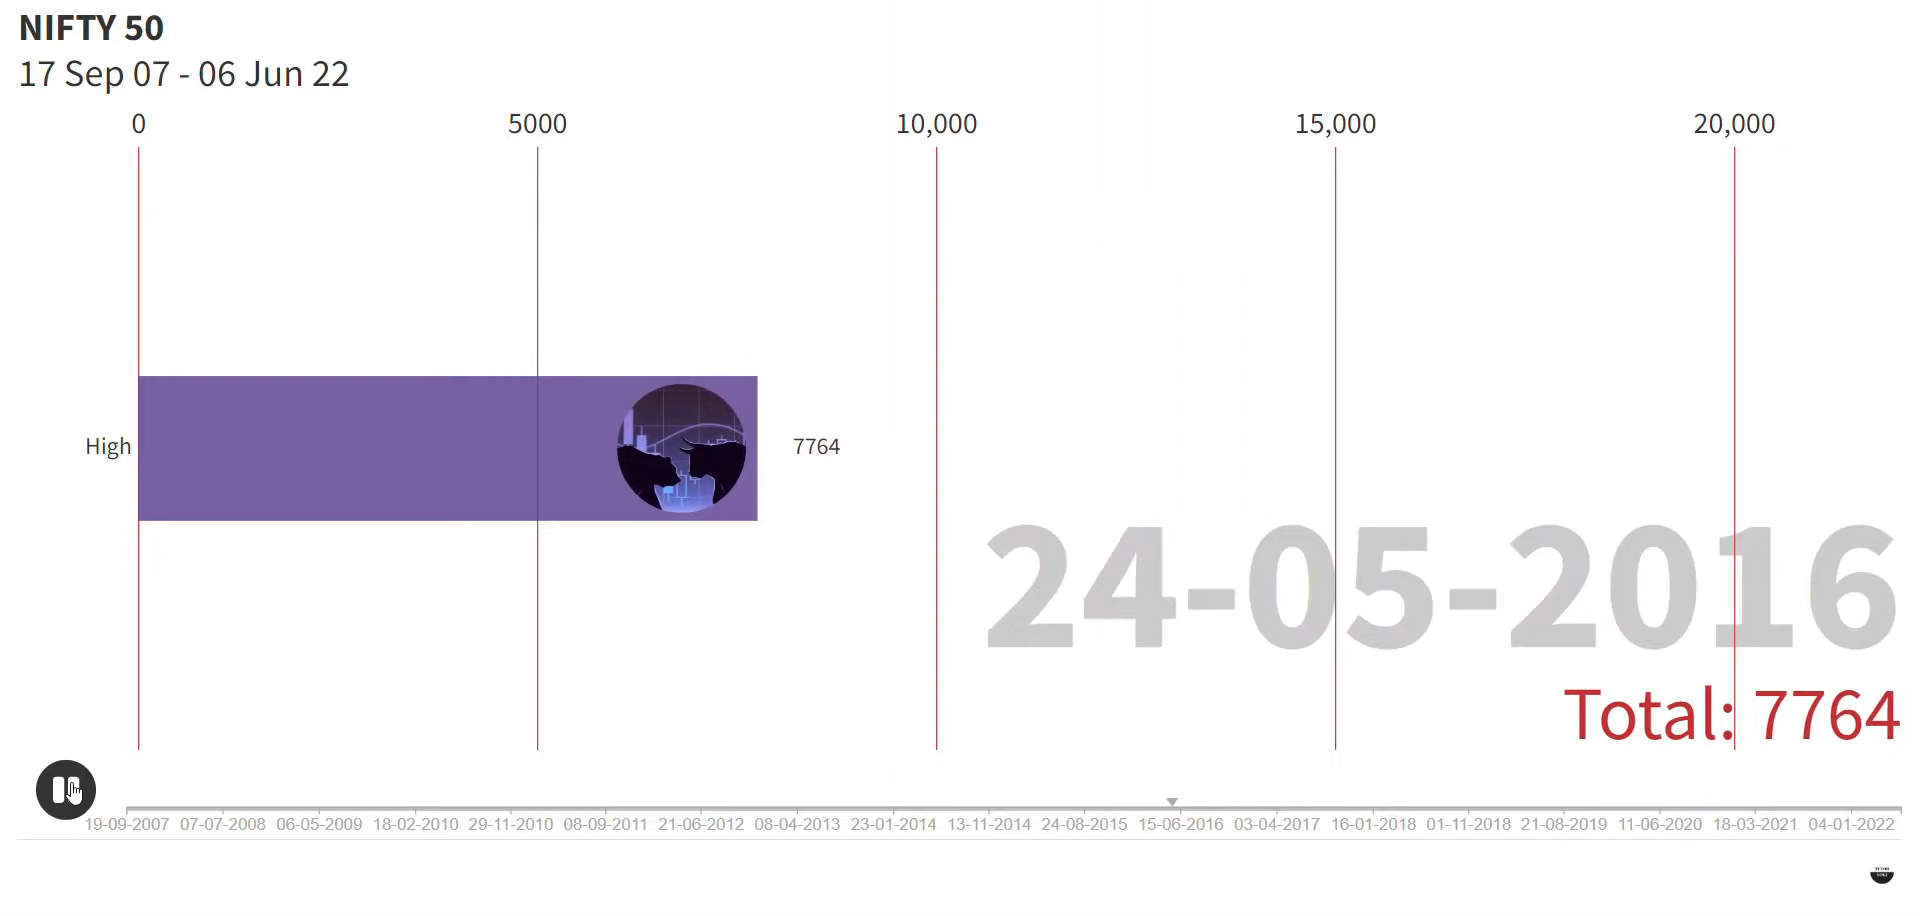 NIFTY 50
17 Sep 07 - 06 Jun 22
0 5000 10,000 15,000 20,000
High 7764
24-05-2016
Total: 7764
19-09-2007 07-07-2008 06-05-2009 18-02-2010 29-11-2010 08-09-2011 21-06-2012 08-04-2013 23-01-2014 13-11-2014 24-08-2015 15-06-2016 03-04-2017 16-01-2018 01-11-2018 21-08-2019 11-06-2020 18-03-2021 04-01-2022